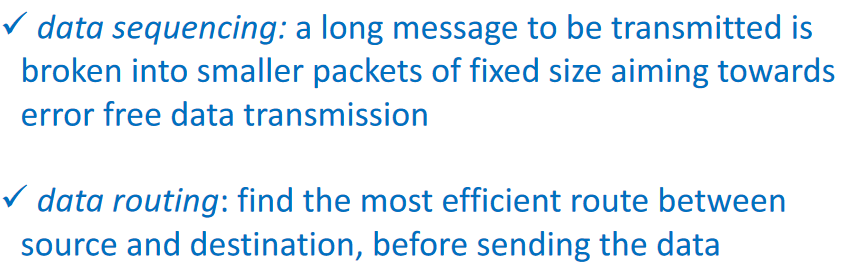 ✓ data sequencing: a long message to be transmitted is
broken into smaller packets of fixed size aiming towards
error free data transmission
✓ data routing: find the most efficient route between
source and destination, before sending the data